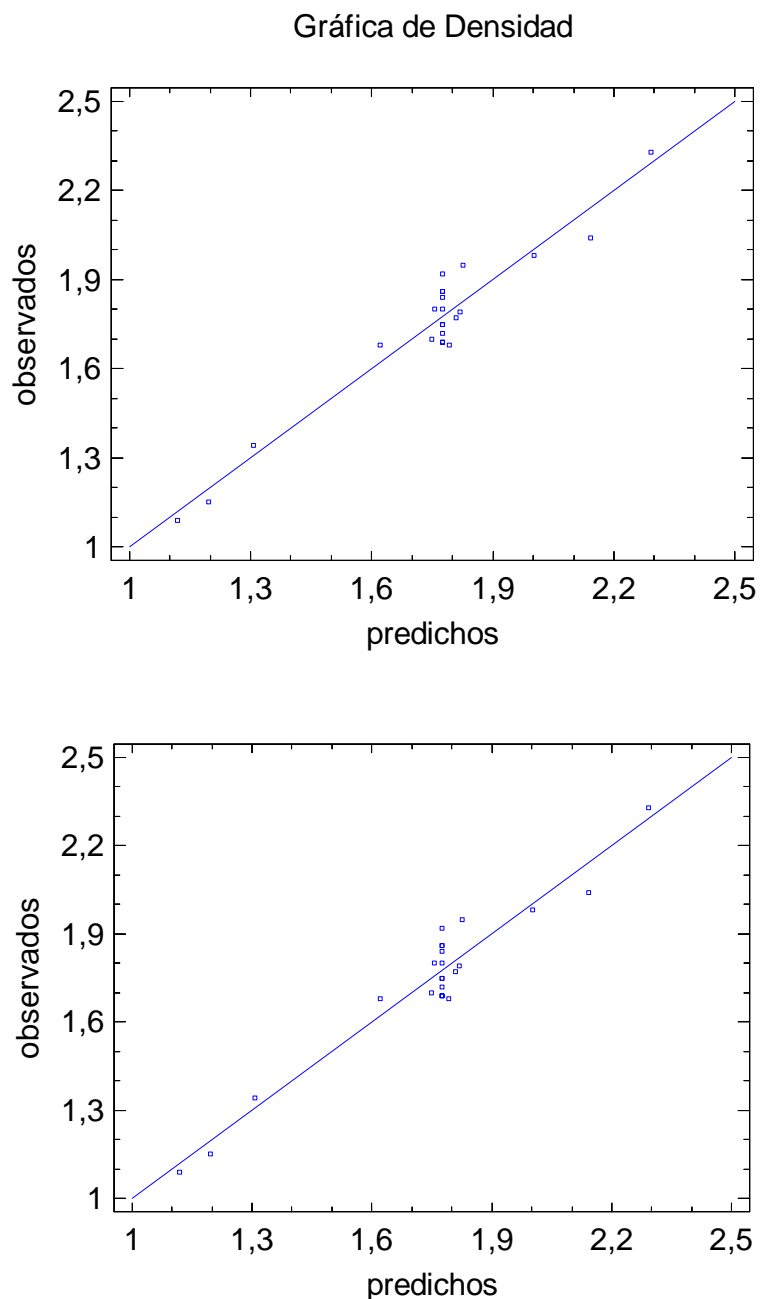 Gráfica de Densidad
2,5
2,2
1,9
1,6
1,3
1
observados
1 1,3 1,6 1,9 2,2 2,5
predichos
2,5
2,2
1,9
1,6
1,3
1
observados
1 1,3 1,6 1,9 2,2 2,5
predichos